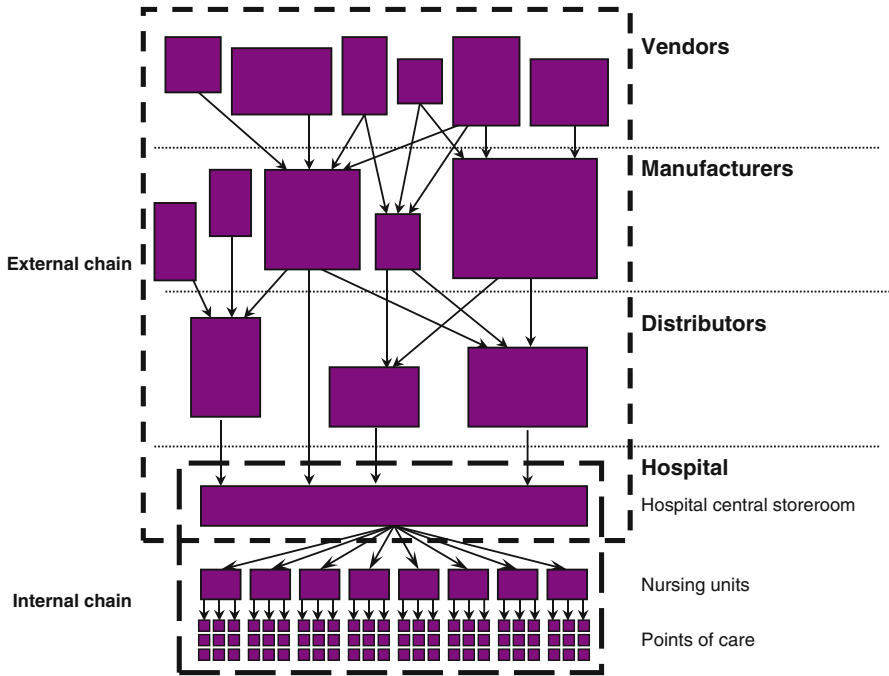 Vendors
Manufacturers
External chain
Distributors
Hospital
Hospital central storeroom
Nursing units
Internal chain
Points of care